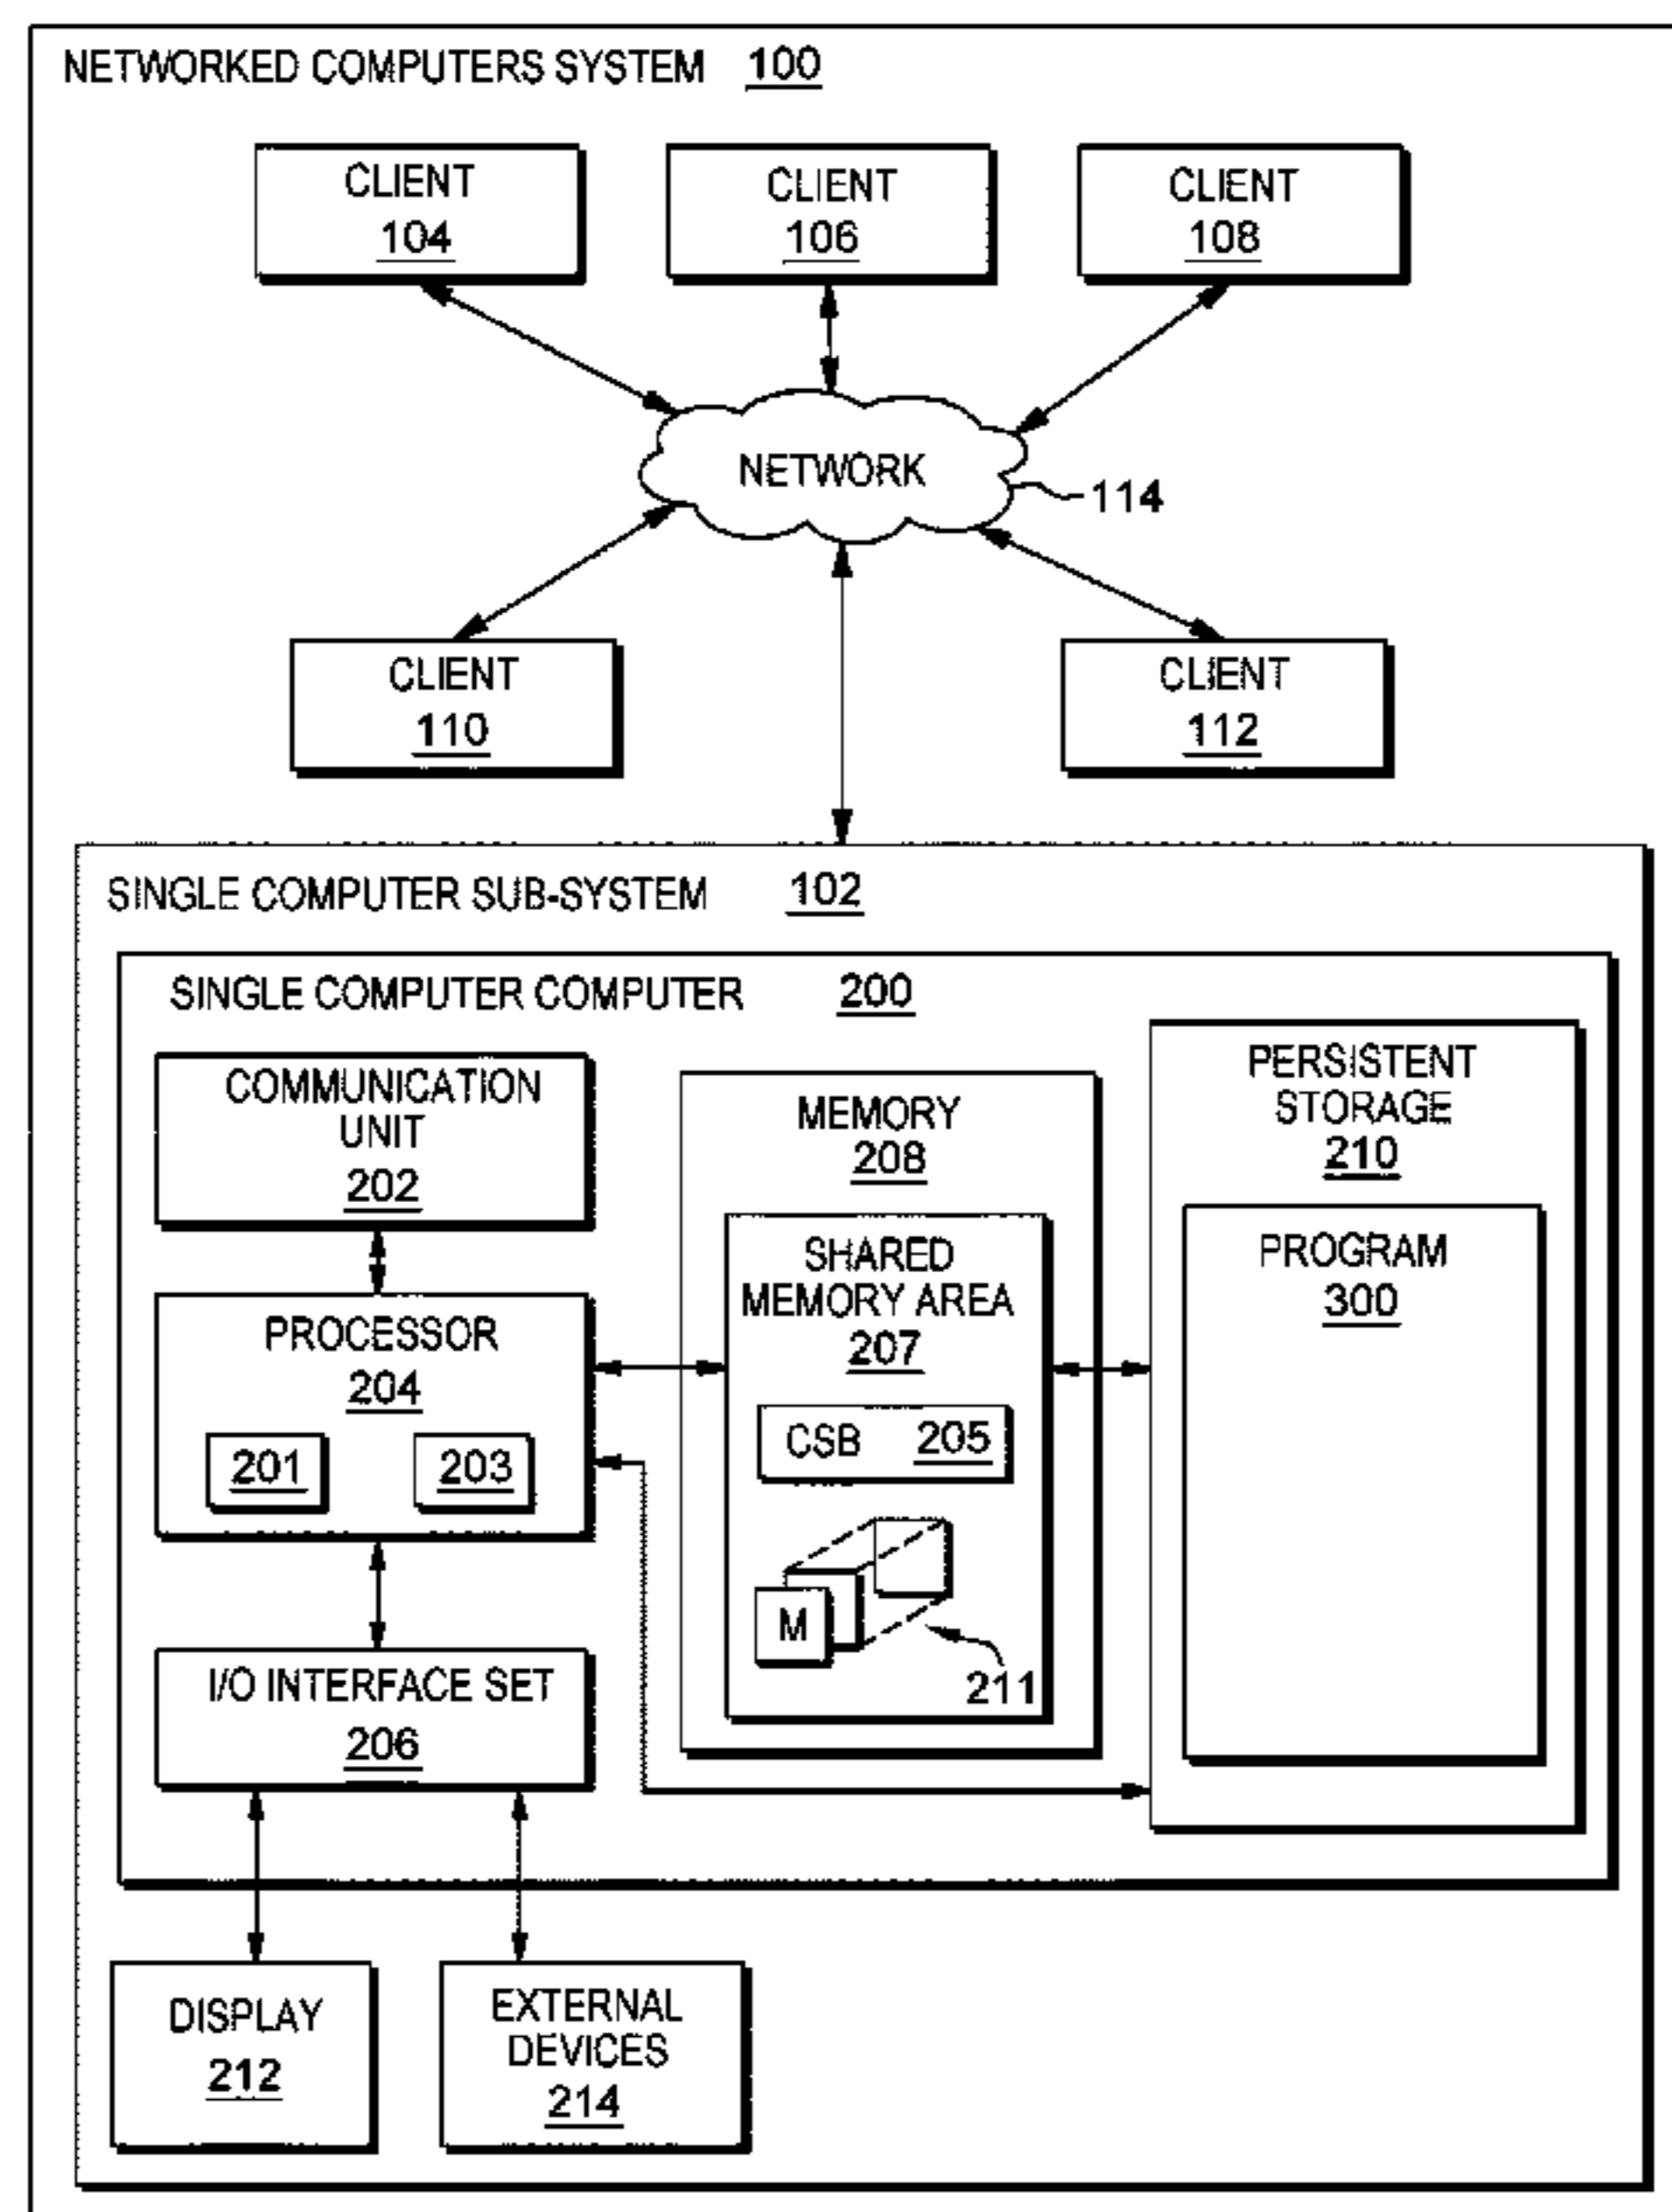 NETWORKED COMPUTERS SYSTEM 100
CLIENT
104
CLIENT
106
CLIENT
108
NETWORK
114
CLIENT
110
CLIENT
112
SINGLE COMPUTER SUB-SYSTEM 102
SINGLE COMPUTER COMPUTER 200
COMMUNICATION
UNIT
202
PROCESSOR
204
201
203
I/O INTERFACE SET
206
MEMORY
208
SHARED
MEMORY AREA
207
CSB 205
M
211
PERSISTENT
STORAGE
210
PROGRAM
300
DISPLAY
212
EXTERNAL
DEVICES
214